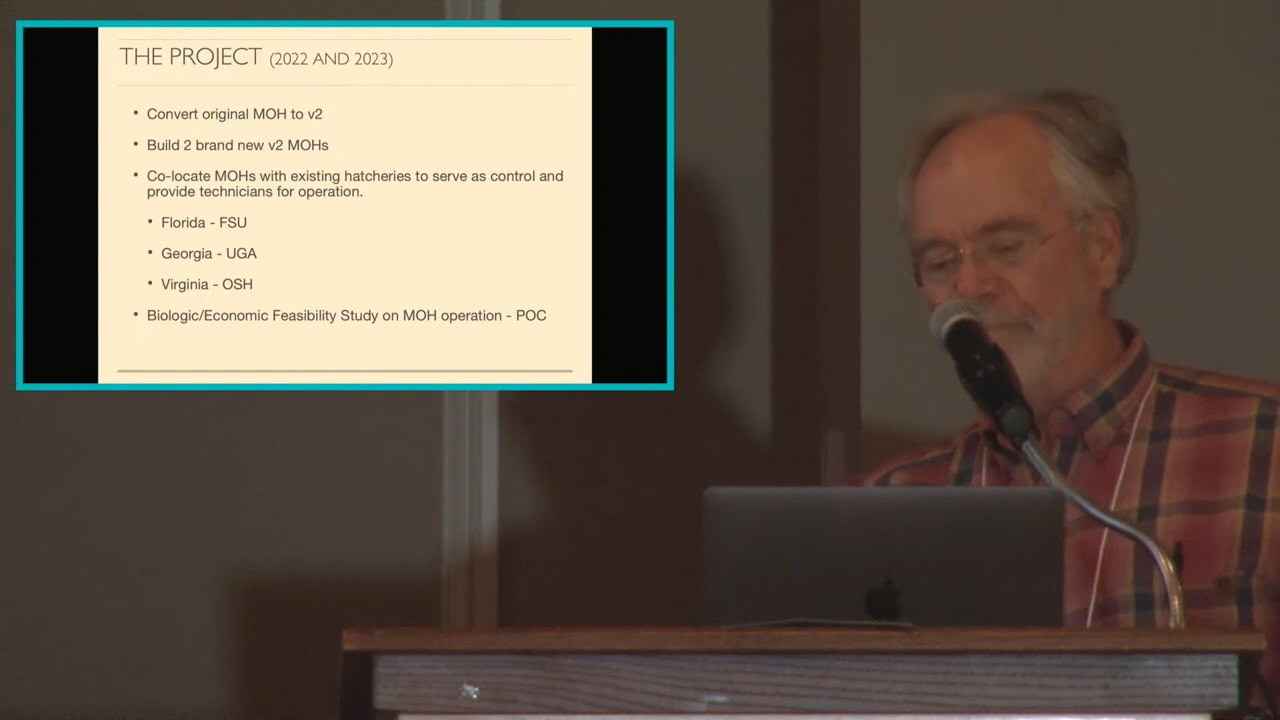 THE PROJECT (2022 AND 2023)
• Convert original MOH to v2
• Build 2 brand new v2 MOHs
• Co-locate MOHs with existing hatcheries to serve as control and
provide technicians for operation.
• Florida - FSU
• Georgia - UGA
• Virginia - OSH
• Biologic/Economic Feasibility Study on MOH operation - POC